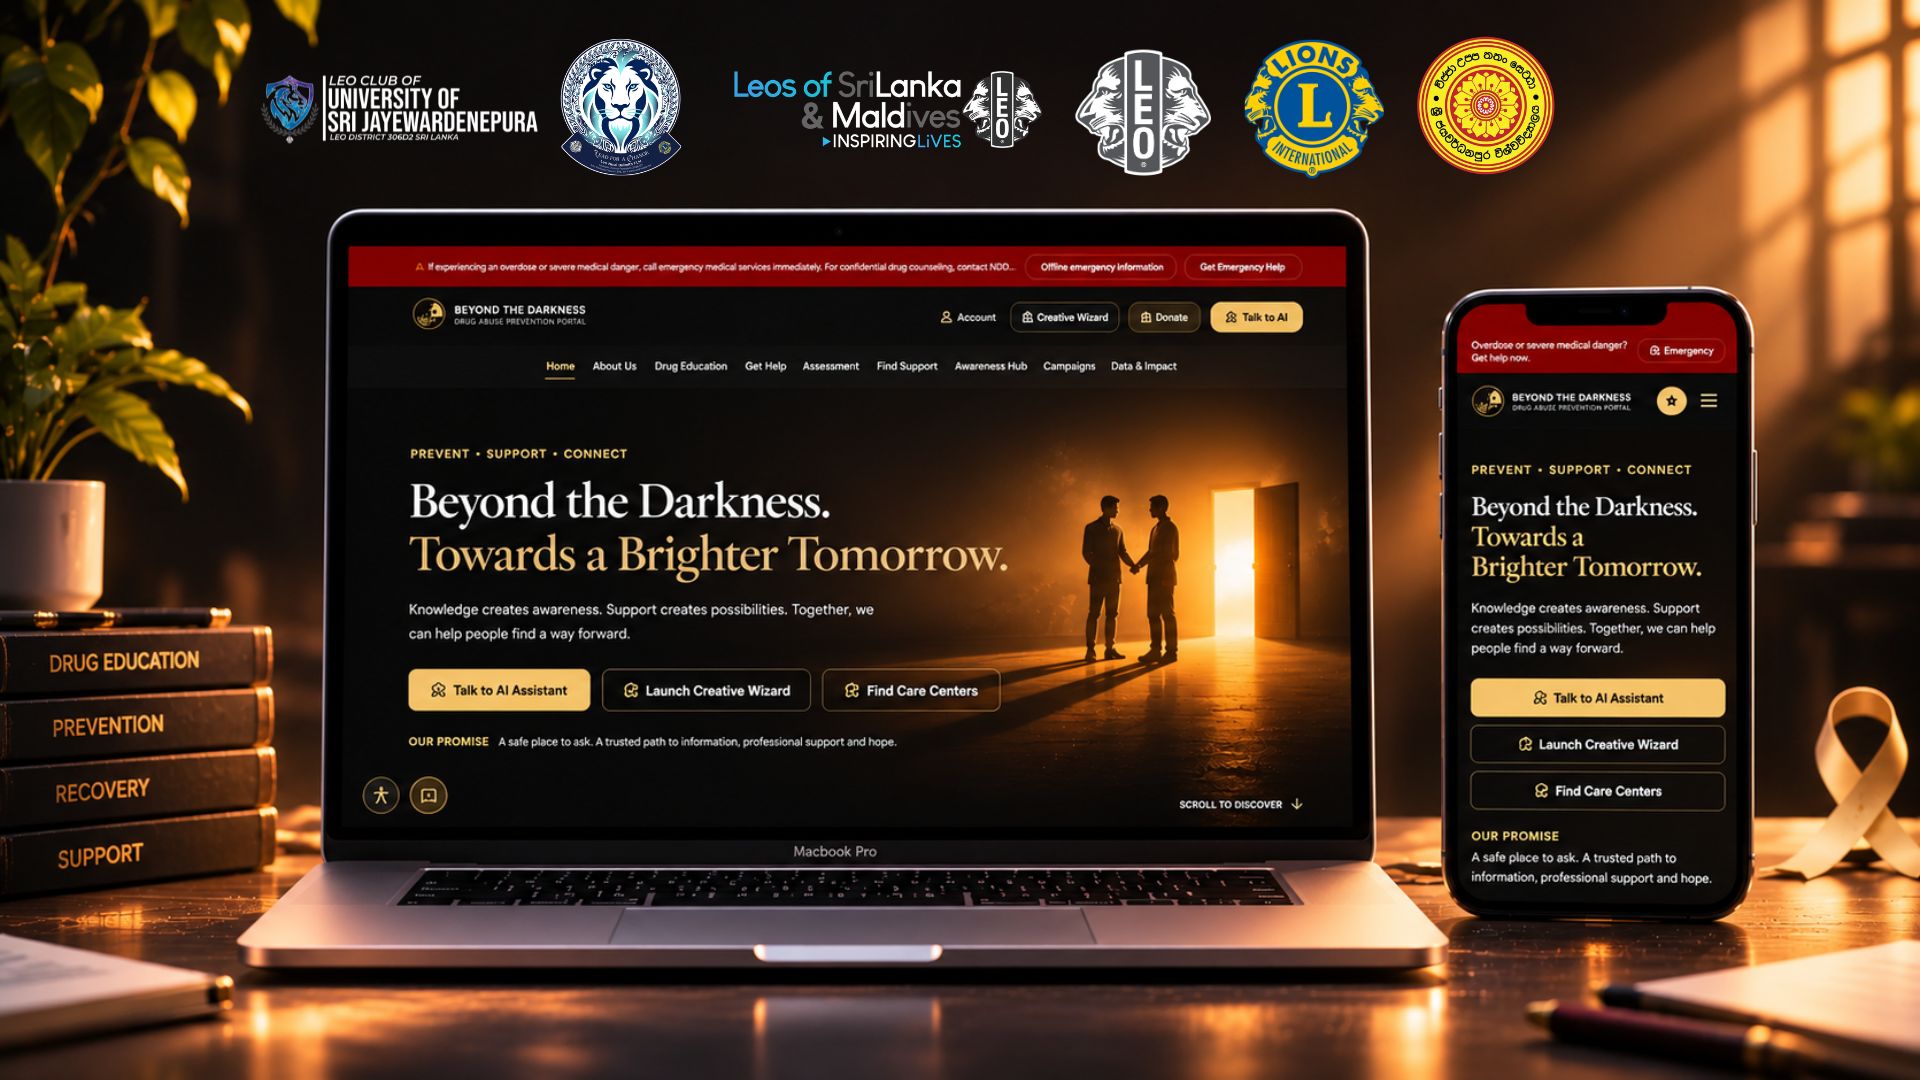 LEO CLUB OF
UNIVERSITY OF
SRI JAYEWARDENEPURA
LEO DISTRICT 306D2 SRI LANKA
LEAD FOR A CHANGE
Leos of SriLanka
& Maldives
INSPIRING LiVES
LEO
LEO
LIONS
L
INTERNATIONAL
If experiencing an overdose or severe medical danger, call emergency medical services immediately. For confidential drug counseling, contact NDD...
Offline emergency information
Get Emergency Help
BEYOND THE DARKNESS
DRUG ABUSE PREVENTION PORTAL
Account
Creative Wizard
Donate
Talk to AI
Home About Us Drug Education Get Help Assessment Find Support Awareness Hub Campaigns Data & Impact
PREVENT • SUPPORT • CONNECT
Beyond the Darkness.
Towards a Brighter Tomorrow.
Knowledge creates awareness. Support creates possibilities. Together, we
can help people find a way forward.
Talk to AI Assistant
Launch Creative Wizard
Find Care Centers
OUR PROMISE A safe place to ask. A trusted path to information, professional support and hope.
SCROLL TO DISCOVER
Macbook Pro
Overdose or severe medical danger?
Get help now.
Emergency
BEYOND THE DARKNESS
DRUG ABUSE PREVENTION PORTAL
PREVENT • SUPPORT • CONNECT
Beyond the Darkness.
Towards a
Brighter Tomorrow.
Knowledge creates awareness. Support
creates possibilities. Together, we can help
people find a way forward.
Talk to AI Assistant
Launch Creative Wizard
Find Care Centers
OUR PROMISE
A safe place to ask. A trusted path to
information, professional support and hope.
DRUG EDUCATION
PREVENTION
RECOVERY
SUPPORT